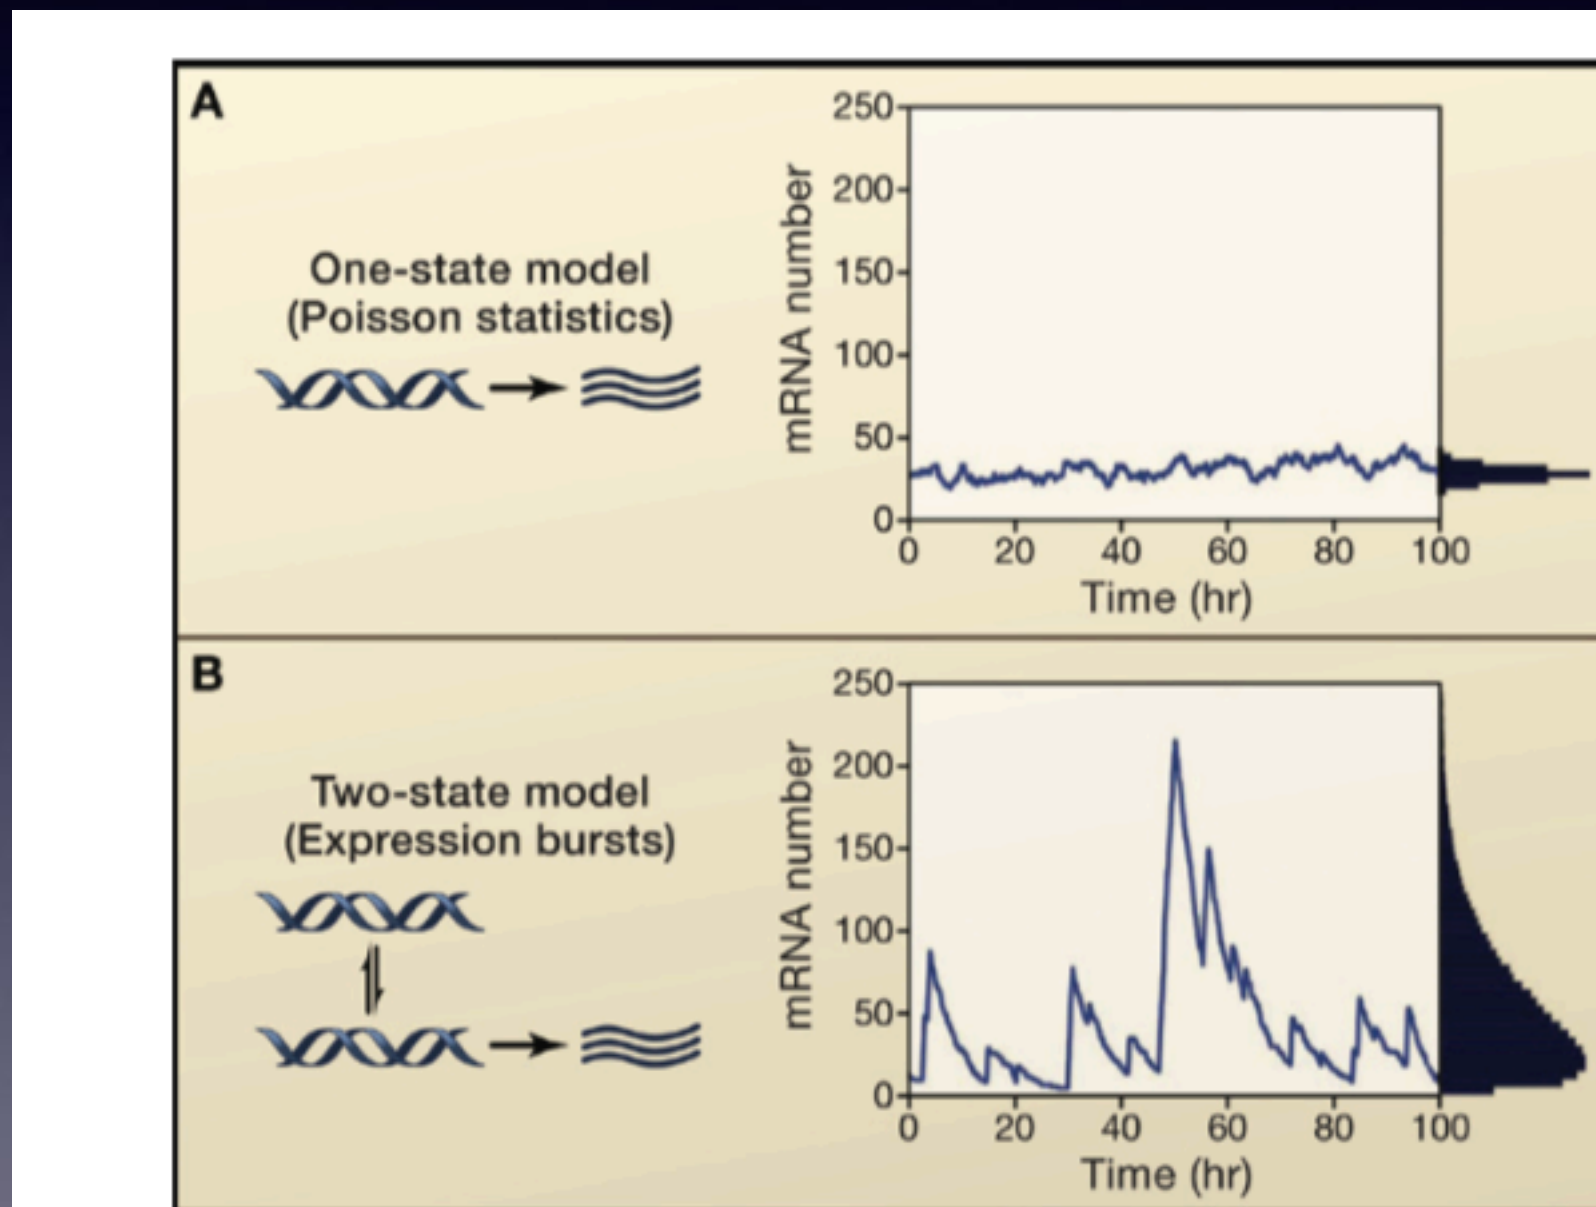 A
One-state model
(Poisson statistics)
mRNA number
250
200
150
100
50
0
0 20 40 60 80 100
Time (hr)
B
Two-state model
(Expression bursts)
mRNA number
250
200
150
100
50
0
0 20 40 60 80 100
Time (hr)